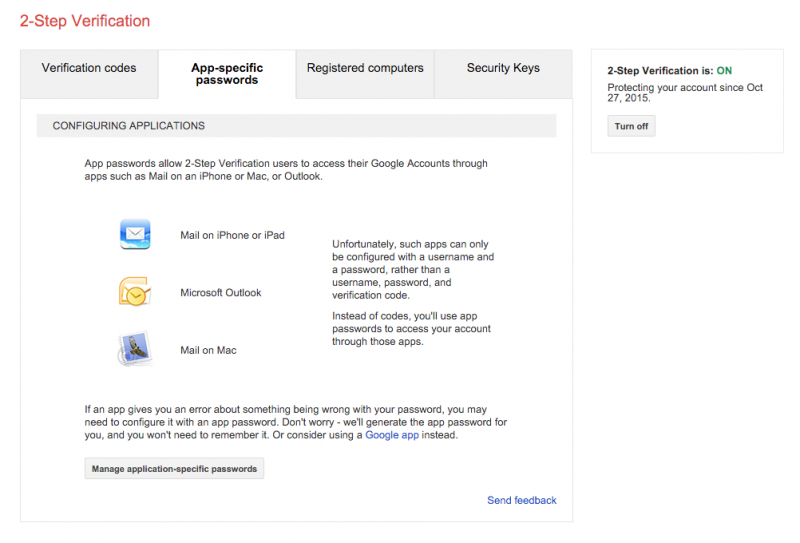 2-Step Verification
Verification codes
App-specific
passwords
Registered computers
Security Keys
2-Step Verification is: ON
Protecting your account since Oct
27, 2015.
Turn off
CONFIGURING APPLICATIONS
App passwords allow 2-Step Verification users to access their Google Accounts through
apps such as Mail on an iPhone or Mac, or Outlook.
Mail on iPhone or iPad
Microsoft Outlook
Mail on Mac
Unfortunately, such apps can only
be configured with a username and
a password, rather than a
username, password, and
verification code.
Instead of codes, you'll use app
passwords to access your account
through those apps.
If an app gives you an error about something being wrong with your password, you may
need to configure it with an app password. Don't worry - we'll generate the app password for
you, and you won't need to remember it. Or consider using a Google app instead.
Manage application-specific passwords
Send feedback